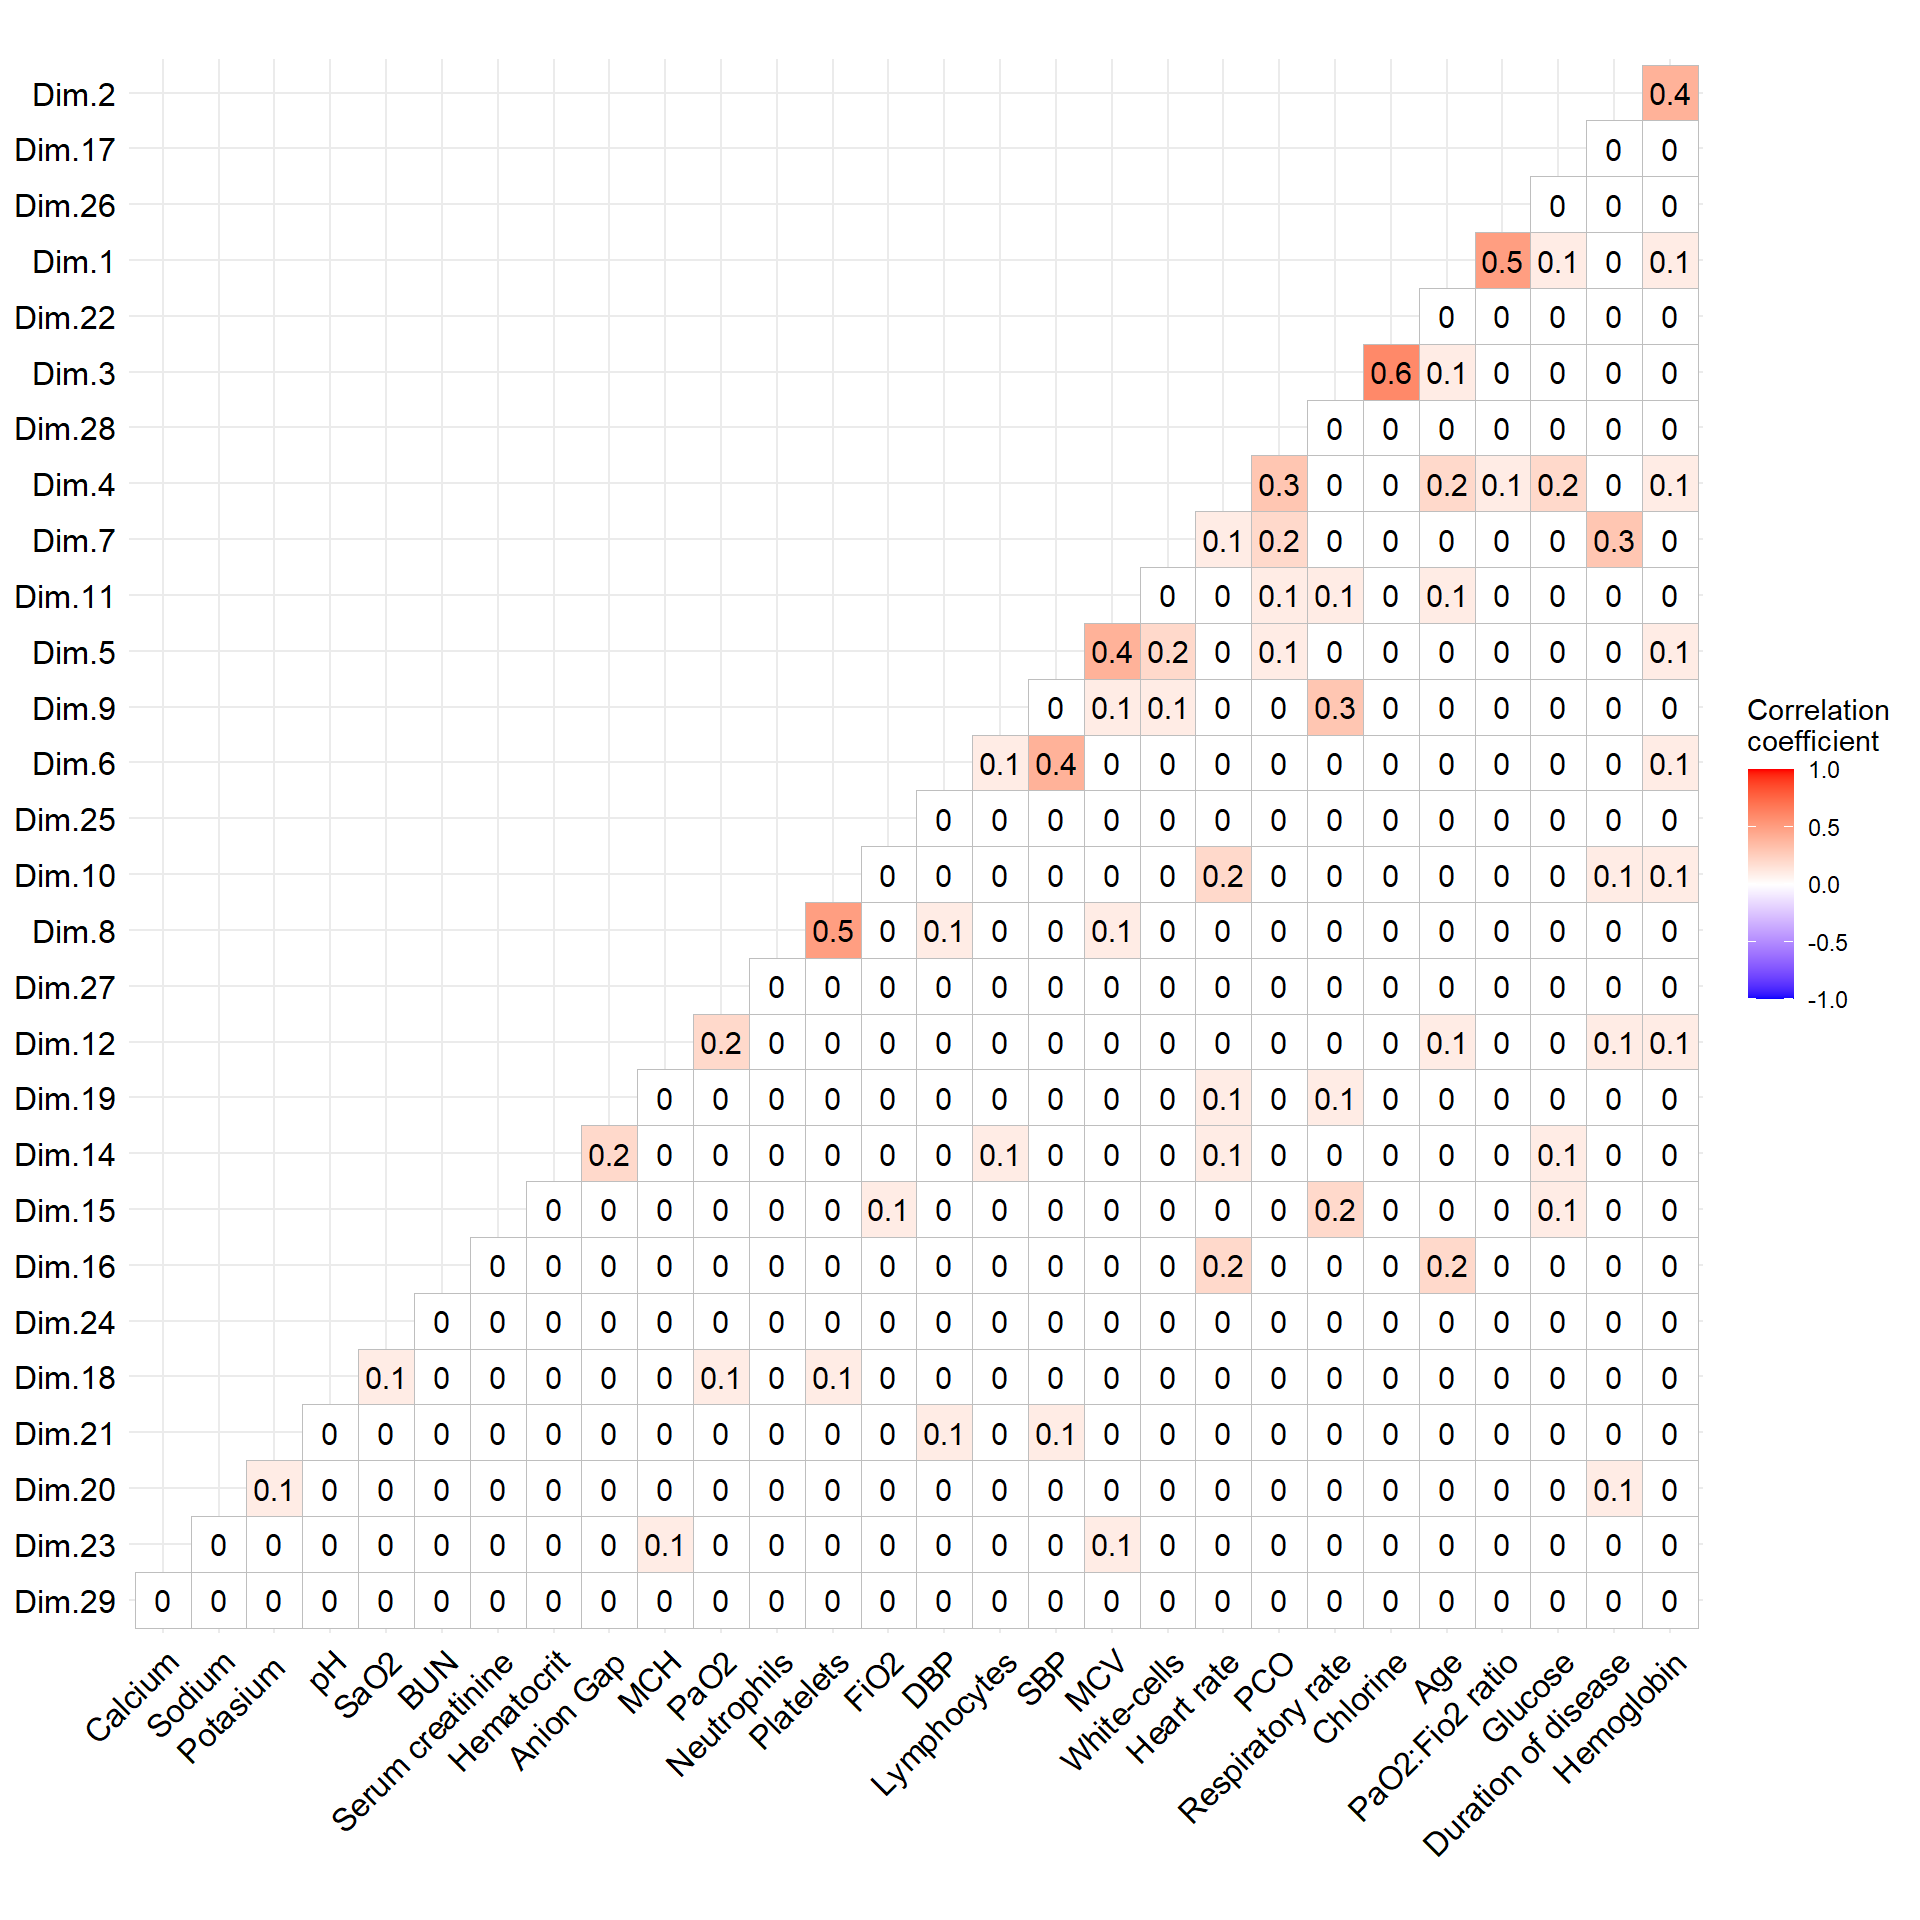 Dim.2 0.4
Dim.17 0 0
Dim.26 0 0 0
Dim.1 0.5 0.1 0 0.1
Dim.22 0 0 0 0 0
Dim.3 0.6 0.1 0 0 0 0
Dim.28 0 0 0 0 0 0 0
Dim.4 0.3 0 0 0.2 0.1 0.2 0 0.1
Dim.7 0.1 0.2 0 0 0 0 0 0.3 0
Dim.11 0 0 0.1 0.1 0 0.1 0 0 0 0
Dim.5 0.4 0.2 0 0.1 0 0 0 0 0 0 0.1
Dim.9 0 0.1 0.1 0 0 0.3 0 0 0 0 0 0
Dim.6 0.1 0.4 0 0 0 0 0 0 0 0 0 0 0.1
Dim.25 0 0 0 0 0 0 0 0 0 0 0 0 0 0
Dim.10 0 0 0 0 0 0 0.2 0 0 0 0 0 0 0.1 0.1
Dim.8 0.5 0 0.1 0 0 0.1 0 0 0 0 0 0 0 0 0 0
Dim.27 0 0 0 0 0 0 0 0 0 0 0 0 0 0 0 0 0
Dim.12 0.2 0 0 0 0 0 0 0 0 0 0 0 0 0.1 0 0 0.1 0.1
Dim.19 0 0 0 0 0 0 0 0 0 0 0.1 0 0.1 0 0 0 0 0 0
Dim.14 0.2 0 0 0 0 0 0 0.1 0 0 0 0.1 0 0 0 0 0 0.1 0 0
Dim.15 0 0 0 0 0 0 0.1 0 0 0 0 0 0 0 0.2 0 0 0 0.1 0 0
Dim.16 0 0 0 0 0 0 0 0 0 0 0 0 0 0.2 0 0 0 0.2 0 0 0 0
Dim.24 0 0 0 0 0 0 0 0 0 0 0 0 0 0 0 0 0 0 0 0 0 0 0
Dim.18 0.1 0 0 0 0 0 0.1 0 0.1 0 0 0 0 0 0 0 0 0 0 0 0 0 0 0
Dim.21 0 0 0 0 0 0 0 0 0 0 0 0.1 0 0.1 0 0 0 0 0 0 0 0 0 0 0
Dim.20 0.1 0 0 0 0 0 0 0 0 0 0 0 0 0 0 0 0 0 0 0 0 0 0 0 0.1 0
Dim.23 0 0 0 0 0 0 0 0 0.1 0 0 0 0 0 0 0 0.1 0 0 0 0 0 0 0 0 0 0
Dim.29 0 0 0 0 0 0 0 0 0 0 0 0 0 0 0 0 0 0 0 0 0 0 0 0 0 0 0 0
Calcium
Sodium
Potasium
pH
SaO2
BUN
Serum creatinine
Hematocrit
Anion Gap
MCH
PaO2
Neutrophils
Platelets
FiO2
DBP
Lymphocytes
SBP
MCV
White-cells
Heart rate
PCO
Respiratory rate
Chlorine
Age
PaO2:Fio2 ratio
Glucose
Duration of disease
Hemoglobin
Correlation
coefficient
1.0
0.5
0.0
-0.5
-1.0